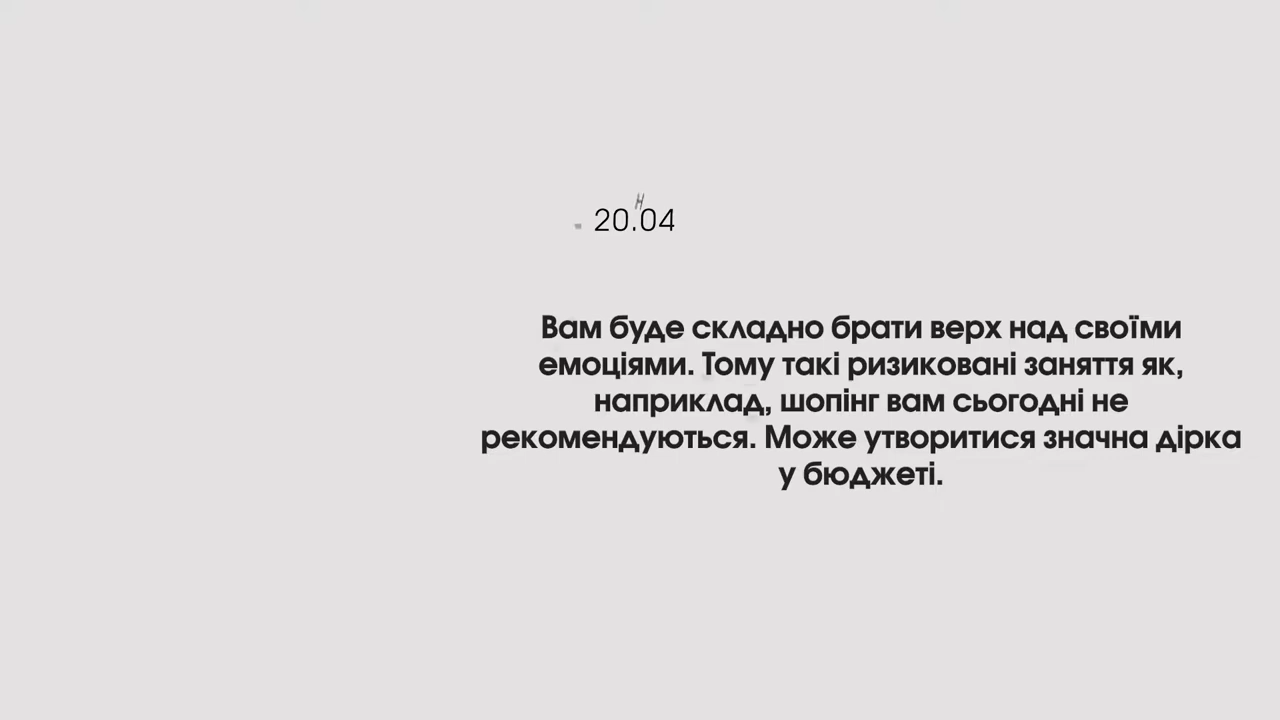 20.04
Вам буде складно брати верх над своїми
емоціями. Тому такі ризиковані заняття як,
наприклад, шопінг вам сьогодні не
рекомендуються. Може утворитися значна дірка
у бюджеті.